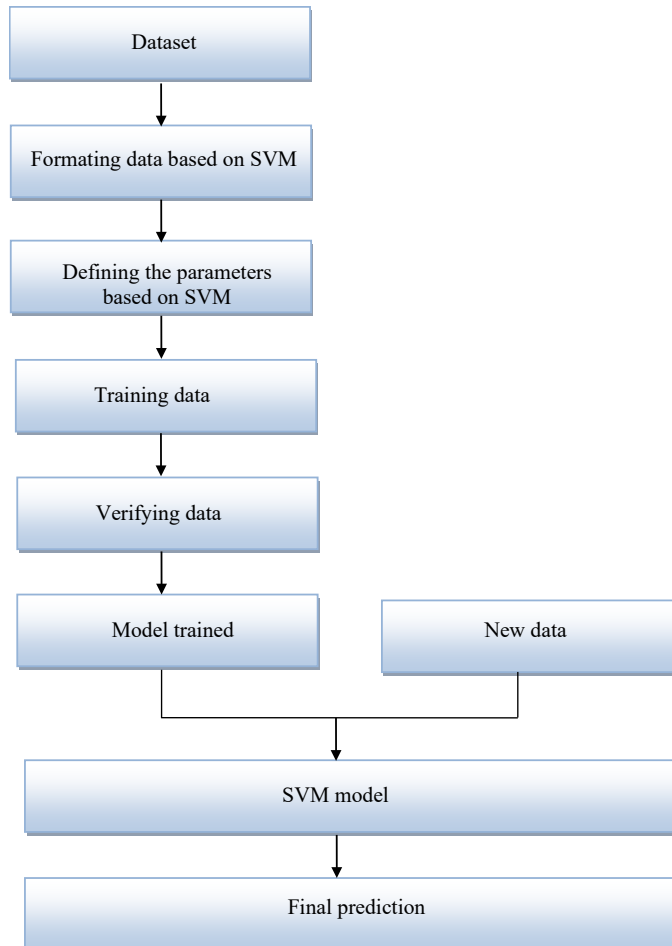 Dataset
Formating data based on SVM
Defining the parameters
based on SVM
Training data
Verifying data
Model trained
New data
SVM model
Final prediction